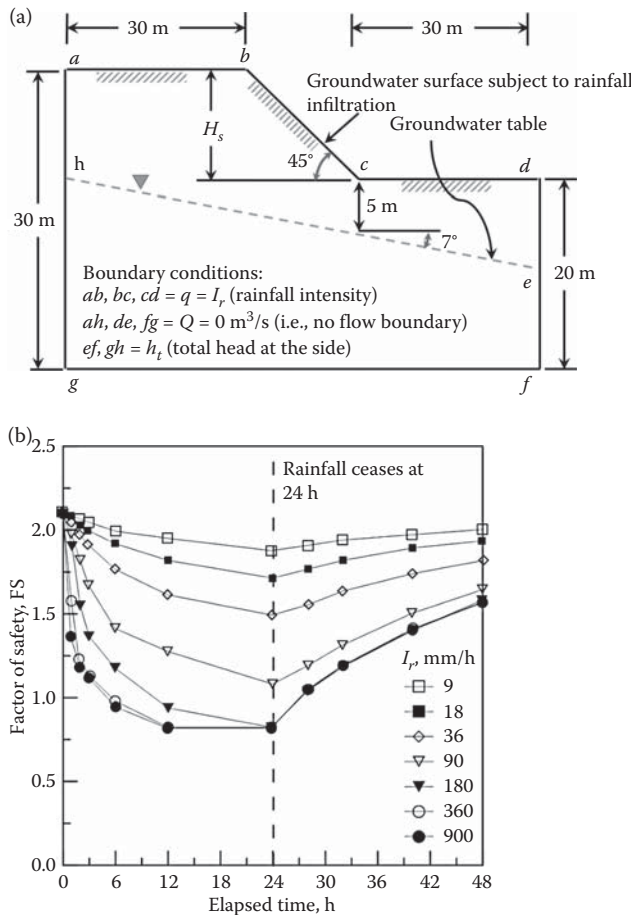 (a)
30 m
30 m
a
b
Groundwater surface subject to rainfall
infiltration
Groundwater table
H_s
45°
c
d
h
5 m
7°
30 m
20 m
e
Boundary conditions:
ab, bc, cd = q = I_r (rainfall intensity)
ah, de, fg = Q = 0 m³/s (i.e., no flow boundary)
ef, gh = h_t (total head at the side)
g
f
(b)
2.5
2.0
1.5
1.0
0.5
0.0
Factor of safety, FS
Rainfall ceases at
24 h
I_r, mm/h
9
18
36
90
180
360
900
0 6 12 18 24 30 36 42 48
Elapsed time, h